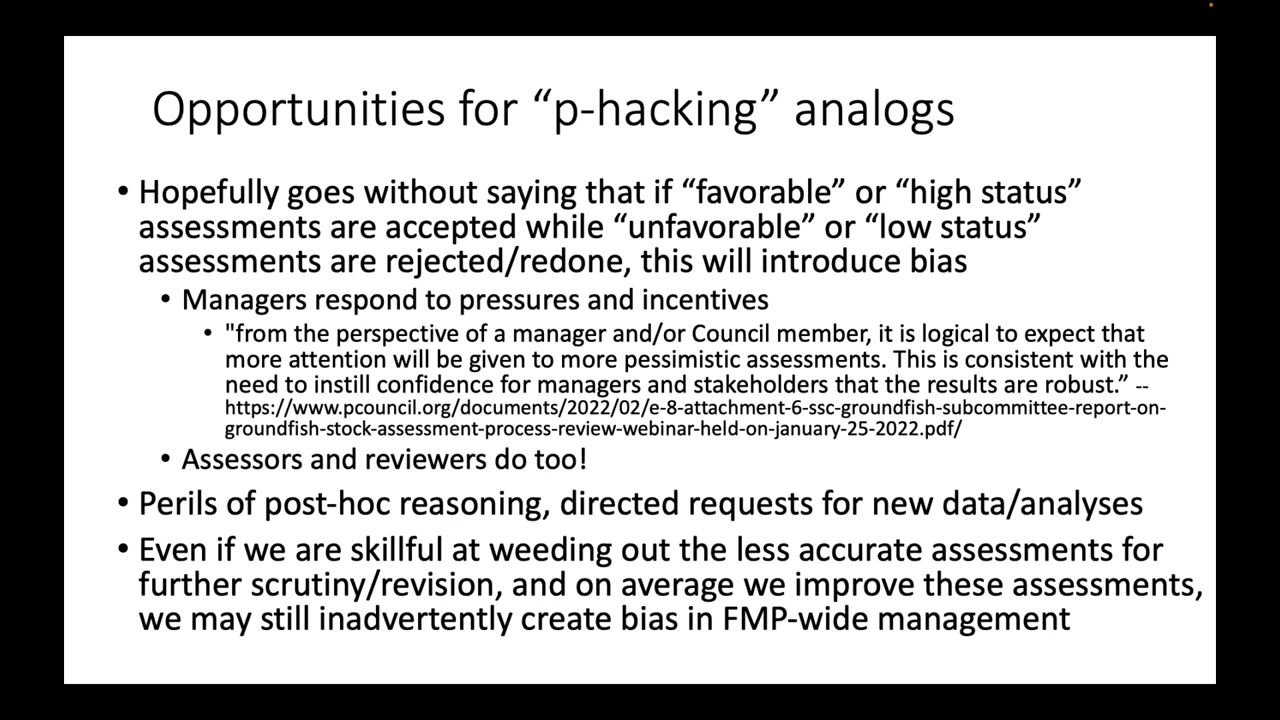 Opportunities for “p-hacking” analogs
• Hopefully goes without saying that if “favorable” or “high status”
assessments are accepted while “unfavorable” or “low status”
assessments are rejected/redone, this will introduce bias
• Managers respond to pressures and incentives
• "from the perspective of a manager and/or Council member, it is logical to expect that
more attention will be given to more pessimistic assessments. This is consistent with the
need to instill confidence for managers and stakeholders that the results are robust.” --
https://www.pcouncil.org/documents/2022/02/e-8-attachment-6-ssc-groundfish-subcommittee-report-on-
groundfish-stock-assessment-process-review-webinar-held-on-january-25-2022.pdf/
• Assessors and reviewers do too!
• Perils of post-hoc reasoning, directed requests for new data/analyses
• Even if we are skillful at weeding out the less accurate assessments for
further scrutiny/revision, and on average we improve these assessments,
we may still inadvertently create bias in FMP-wide management